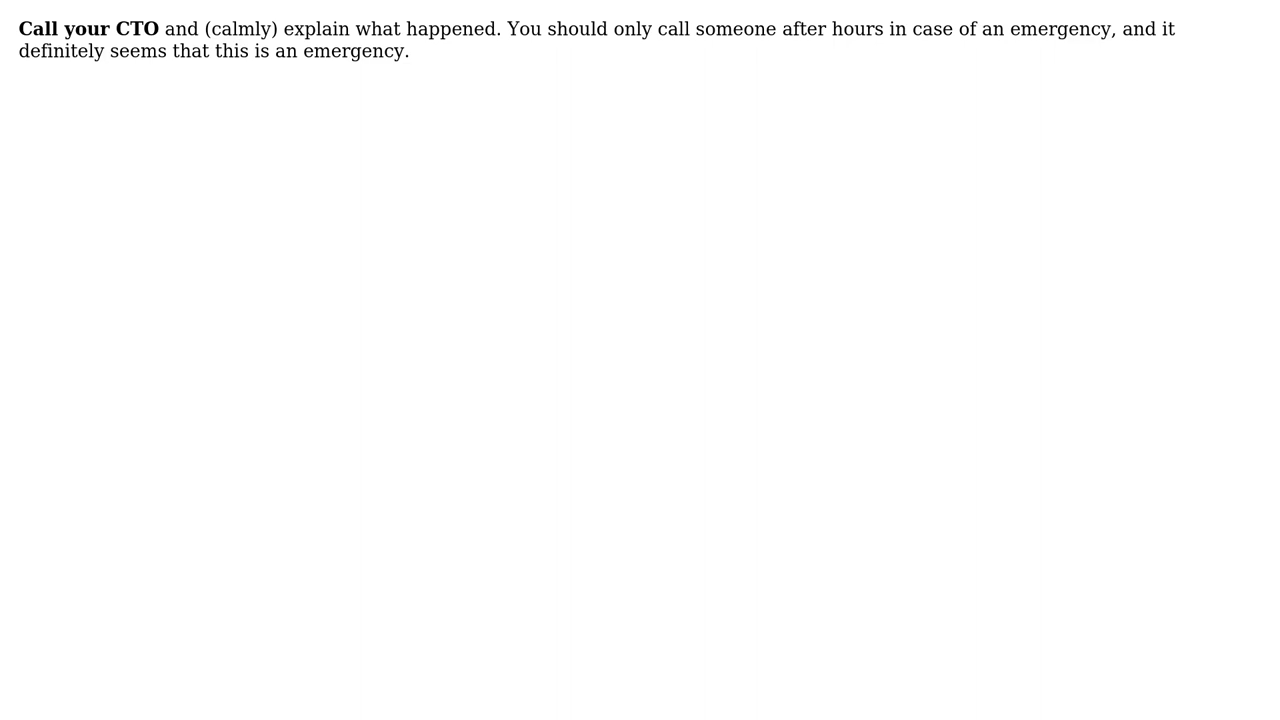 Call your CTO and (calmly) explain what happened. You should only call someone after hours in case of an emergency, and it
definitely seems that this is an emergency.